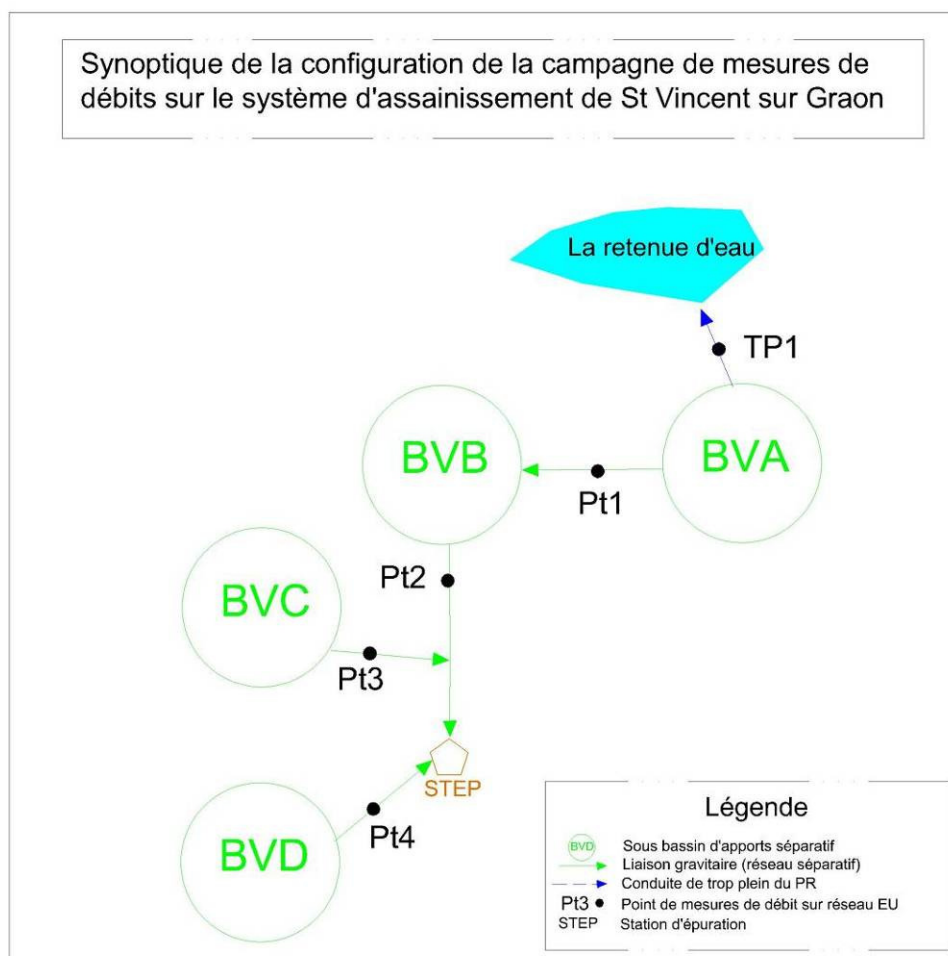 Synoptique de la configuration de la campagne de mesures de
débits sur le système d'assainissement de St Vincent sur Graon
La retenue d'eau
TP1
BVB
BVA
Pt1
Pt2
BVC
Pt3
STEP
Pt4
BVD
Légende
BVD Sous bassin d'apports séparatif
Liaison gravitaire (réseau séparatif)
Conduite de trop plein du PR
Pt3 Point de mesures de débit sur réseau EU
STEP Station d'épuration